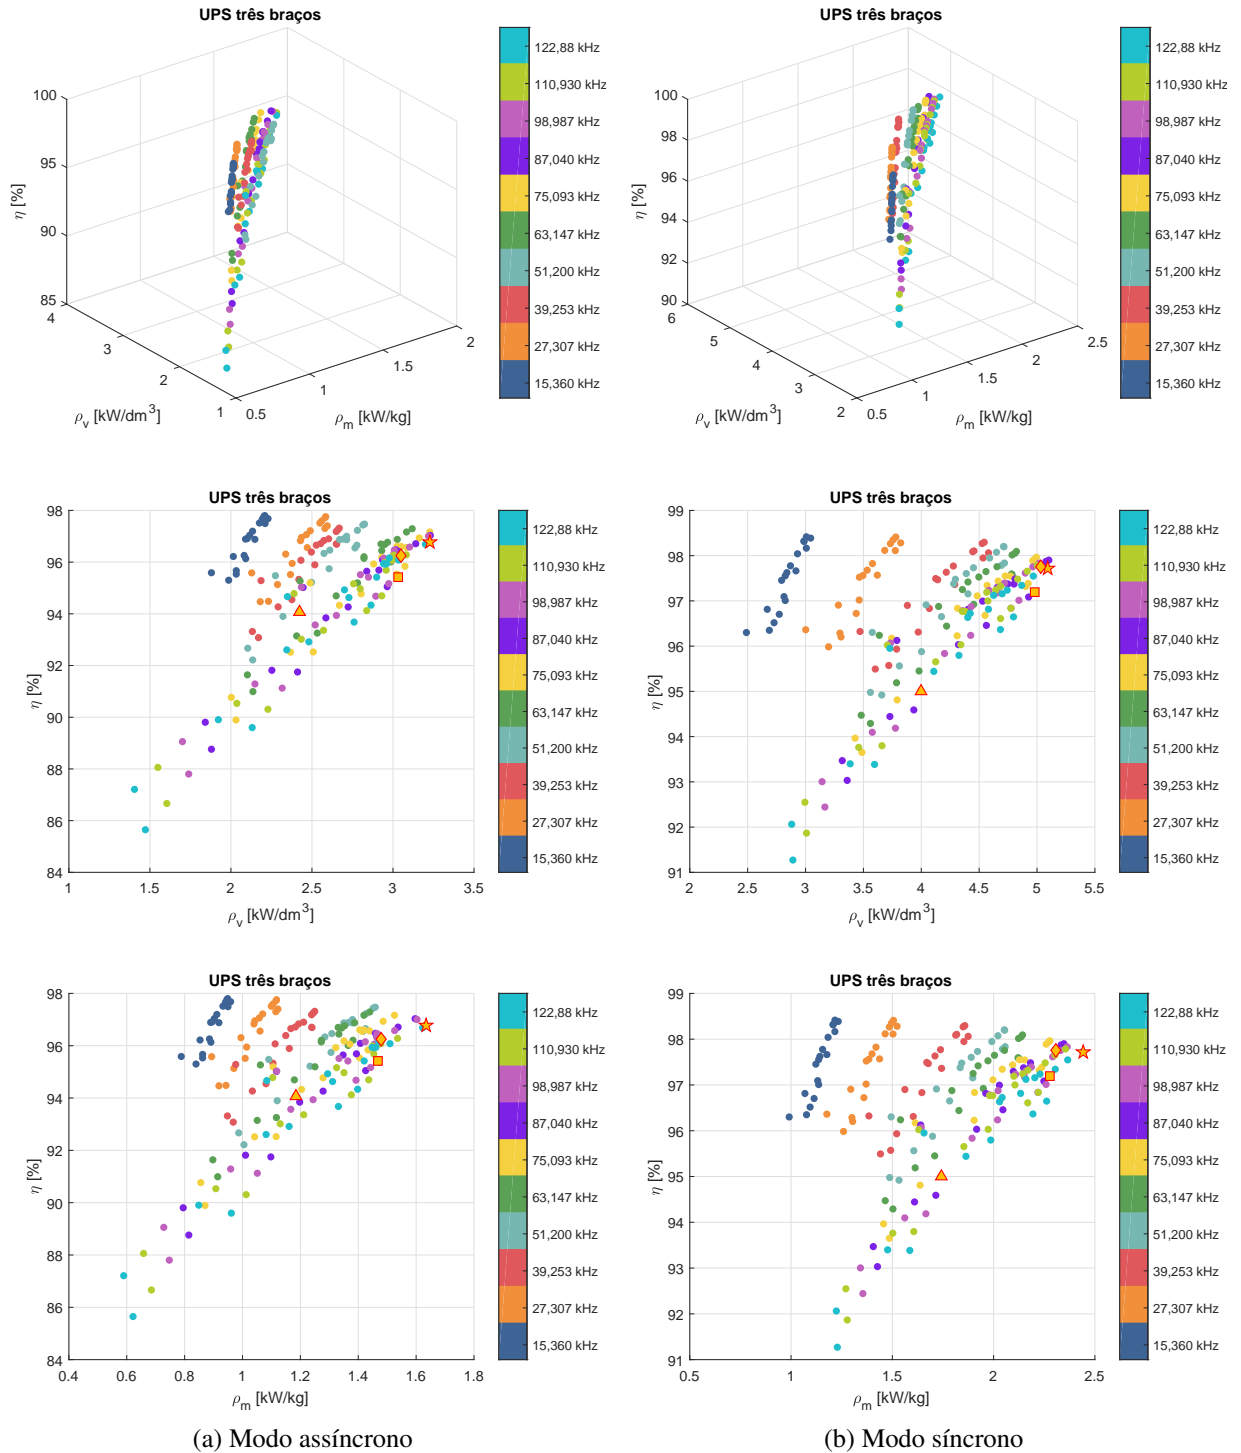 UPS três braços
100
95
90
85
η [%]
4
3
2
1
ρv [kW/dm³]
0.5
1
1.5
2
ρm [kW/kg]
122,88 kHz
110,930 kHz
98,987 kHz
87,040 kHz
75,093 kHz
63,147 kHz
51,200 kHz
39,253 kHz
27,307 kHz
15,360 kHz
UPS três braços
100
98
96
94
92
90
η [%]
6
5
4
3
2
ρv [kW/dm³]
0.5
1
1.5
2
2.5
ρm [kW/kg]
122,88 kHz
110,930 kHz
98,987 kHz
87,040 kHz
75,093 kHz
63,147 kHz
51,200 kHz
39,253 kHz
27,307 kHz
15,360 kHz
UPS três braços
98
96
94
92
90
88
86
84
η [%]
1 1.5 2 2.5 3 3.5
ρv [kW/dm³]
122,88 kHz
110,930 kHz
98,987 kHz
87,040 kHz
75,093 kHz
63,147 kHz
51,200 kHz
39,253 kHz
27,307 kHz
15,360 kHz
UPS três braços
99
98
97
96
95
94
93
92
91
η [%]
2 2.5 3 3.5 4 4.5 5 5.5
ρv [kW/dm³]
122,88 kHz
110,930 kHz
98,987 kHz
87,040 kHz
75,093 kHz
63,147 kHz
51,200 kHz
39,253 kHz
27,307 kHz
15,360 kHz
UPS três braços
98
96
94
92
90
88
86
84
η [%]
0.4 0.6 0.8 1 1.2 1.4 1.6 1.8
ρm [kW/kg]
122,88 kHz
110,930 kHz
98,987 kHz
87,040 kHz
75,093 kHz
63,147 kHz
51,200 kHz
39,253 kHz
27,307 kHz
15,360 kHz
UPS três braços
99
98
97
96
95
94
93
92
91
η [%]
0.5 1 1.5 2 2.5
ρm [kW/kg]
122,88 kHz
110,930 kHz
98,987 kHz
87,040 kHz
75,093 kHz
63,147 kHz
51,200 kHz
39,253 kHz
27,307 kHz
15,360 kHz
(a) Modo assíncrono
(b) Modo síncrono